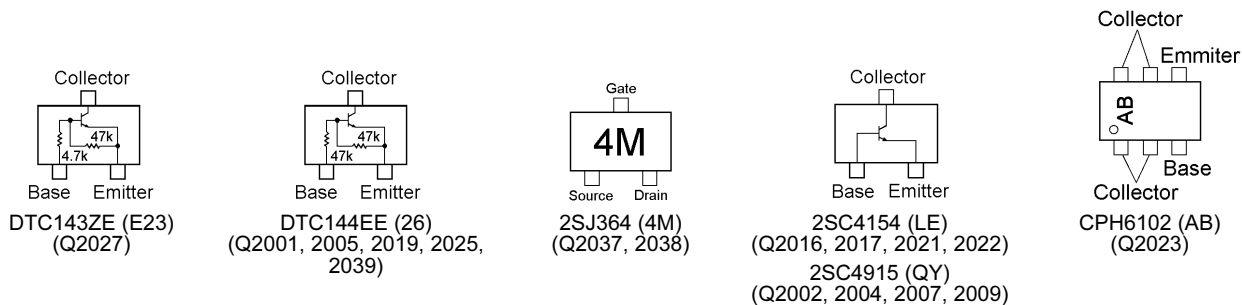 Collector
47k
4.7k
Base Emitter
DTC143ZE (E23)
(Q2027)
Collector
47k
47k
Base Emitter
DTC144EE (26)
(Q2001, 2005, 2019, 2025,
2039)
Gate
4M
Source Drain
2SJ364 (4M)
(Q2037, 2038)
Collector
Base Emitter
2SC4154 (LE)
(Q2016, 2017, 2021, 2022)
2SC4915 (QY)
(Q2002, 2004, 2007, 2009)
Collector
Emmiter
AB
Base
Collector
CPH6102 (AB)
(Q2023)